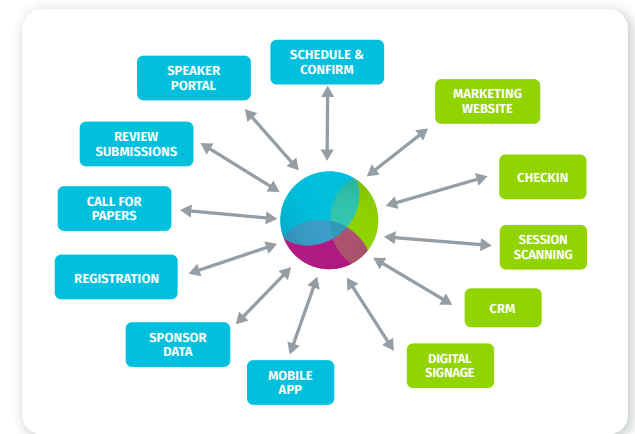 SCHEDULE &
CONFIRM
SPEAKER
PORTAL
MARKETING
WEBSITE
REVIEW
SUBMISSIONS
CHECKIN
CALL FOR
PAPERS
SESSION
SCANNING
REGISTRATION
CRM
SPONSOR
DATA
DIGITAL
SIGNAGE
MOBILE
APP